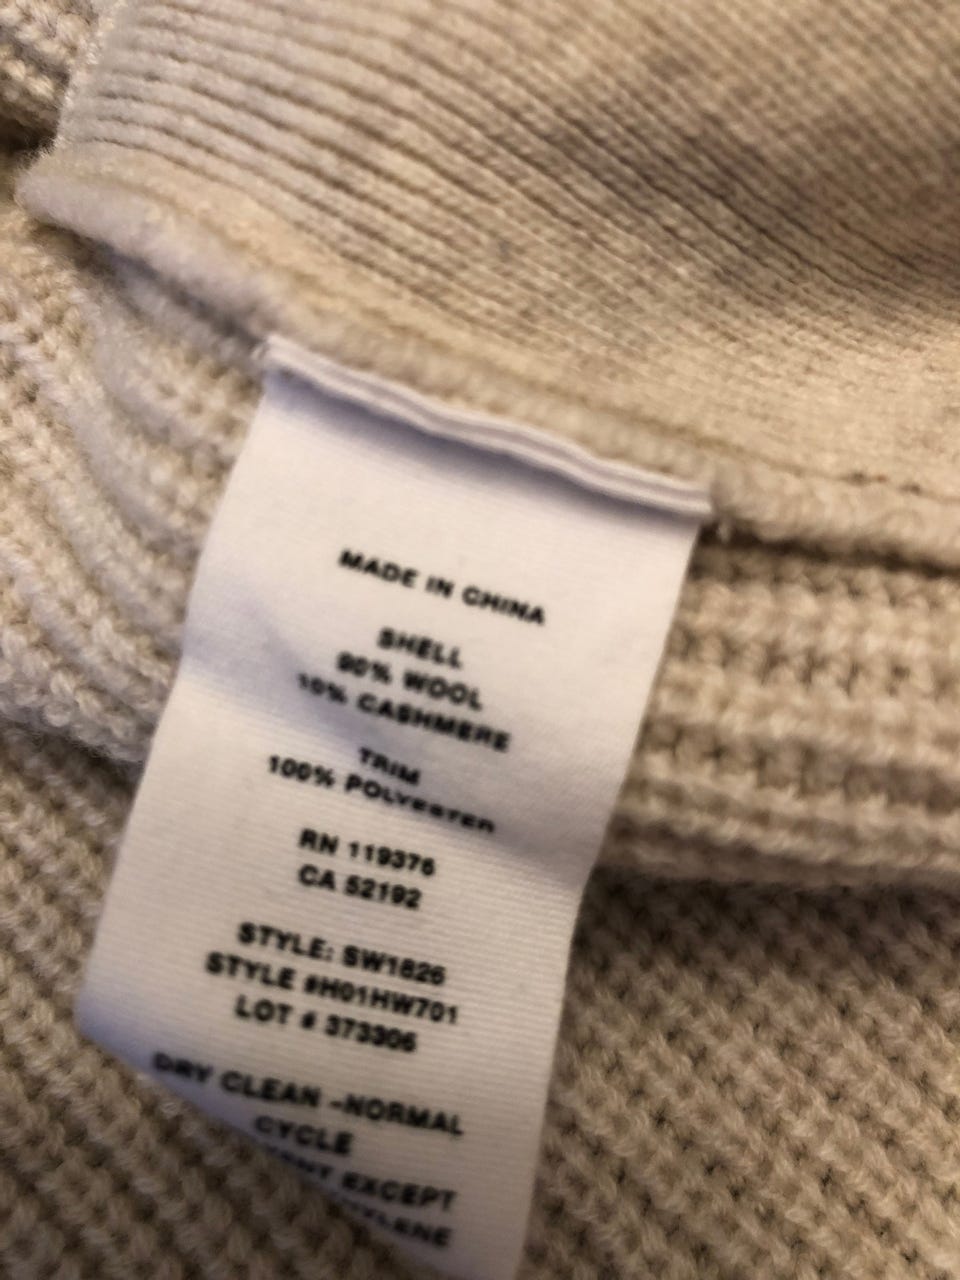 MADE IN CHINA
SHELL
90% WOOL
10% CASHMERE
TRIM
100% POLYESTER
RN 119376
CA 52192
STYLE: SW1826
STYLE #H01HW701
LOT # 373306
DRY CLEAN -NORMAL
CYCLE
EXCEPT